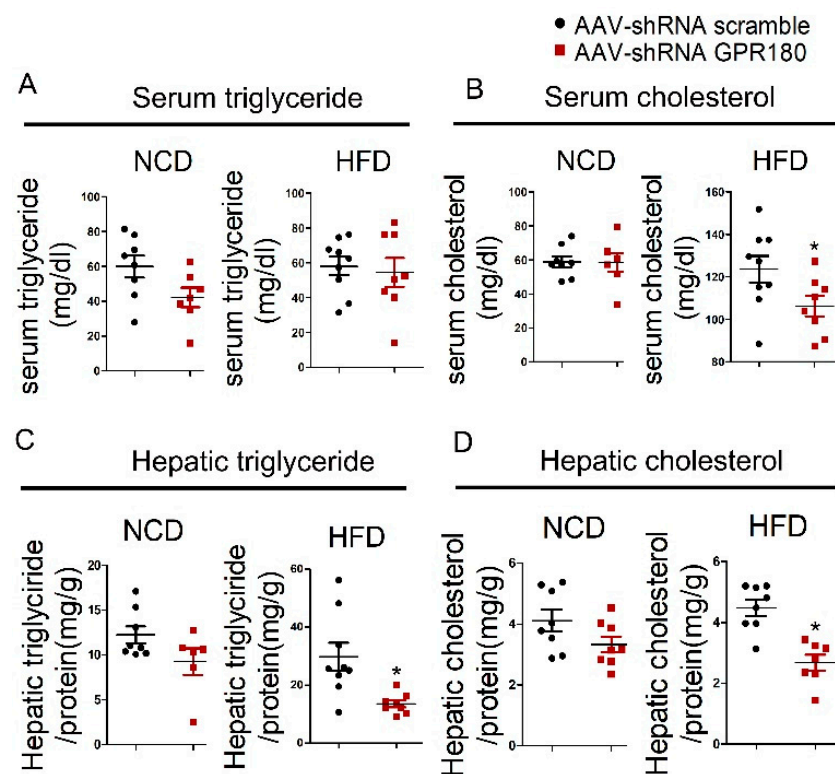 AAV-shRNA scramble
AAV-shRNA GPR180
A
Serum triglyceride
NCD
HFD
serum triglyceride
(mg/dl)
100
80
60
40
20
0
serum triglyceride
(mg/dl)
100
80
60
40
20
0
B
Serum cholesterol
NCD
HFD
serum cholesterol
(mg/dl)
100
80
60
40
20
0
serum cholesterol
(mg/dl)
160
140
120
100
80
*
C
Hepatic triglyceride
NCD
HFD
Hepatic triglyciride
/protein(mg/g)
20
15
10
5
0
Hepatic triglyciride
/protein(mg/g)
60
40
20
0
*
D
Hepatic cholesterol
NCD
HFD
Hepatic cholesterol
/protein(mg/g)
6
4
2
0
Hepatic cholesterol
/protein(mg/g)
6
4
2
0
*